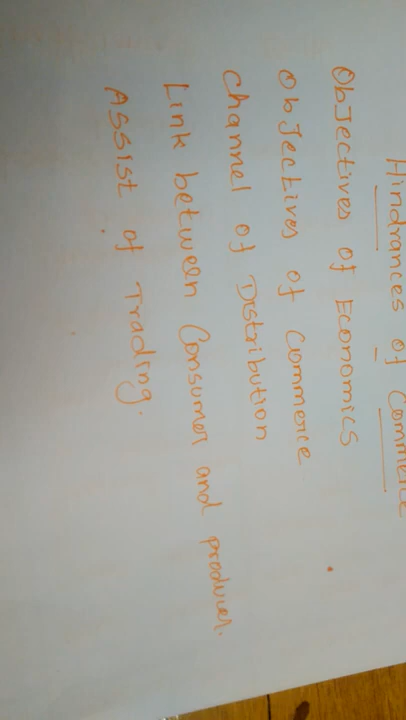 Hindrances of Commerce
Objectives of Economics
Objectives of Commerce
Channel of Distribution
Link between Consumer and producer.
Assist of Trading.